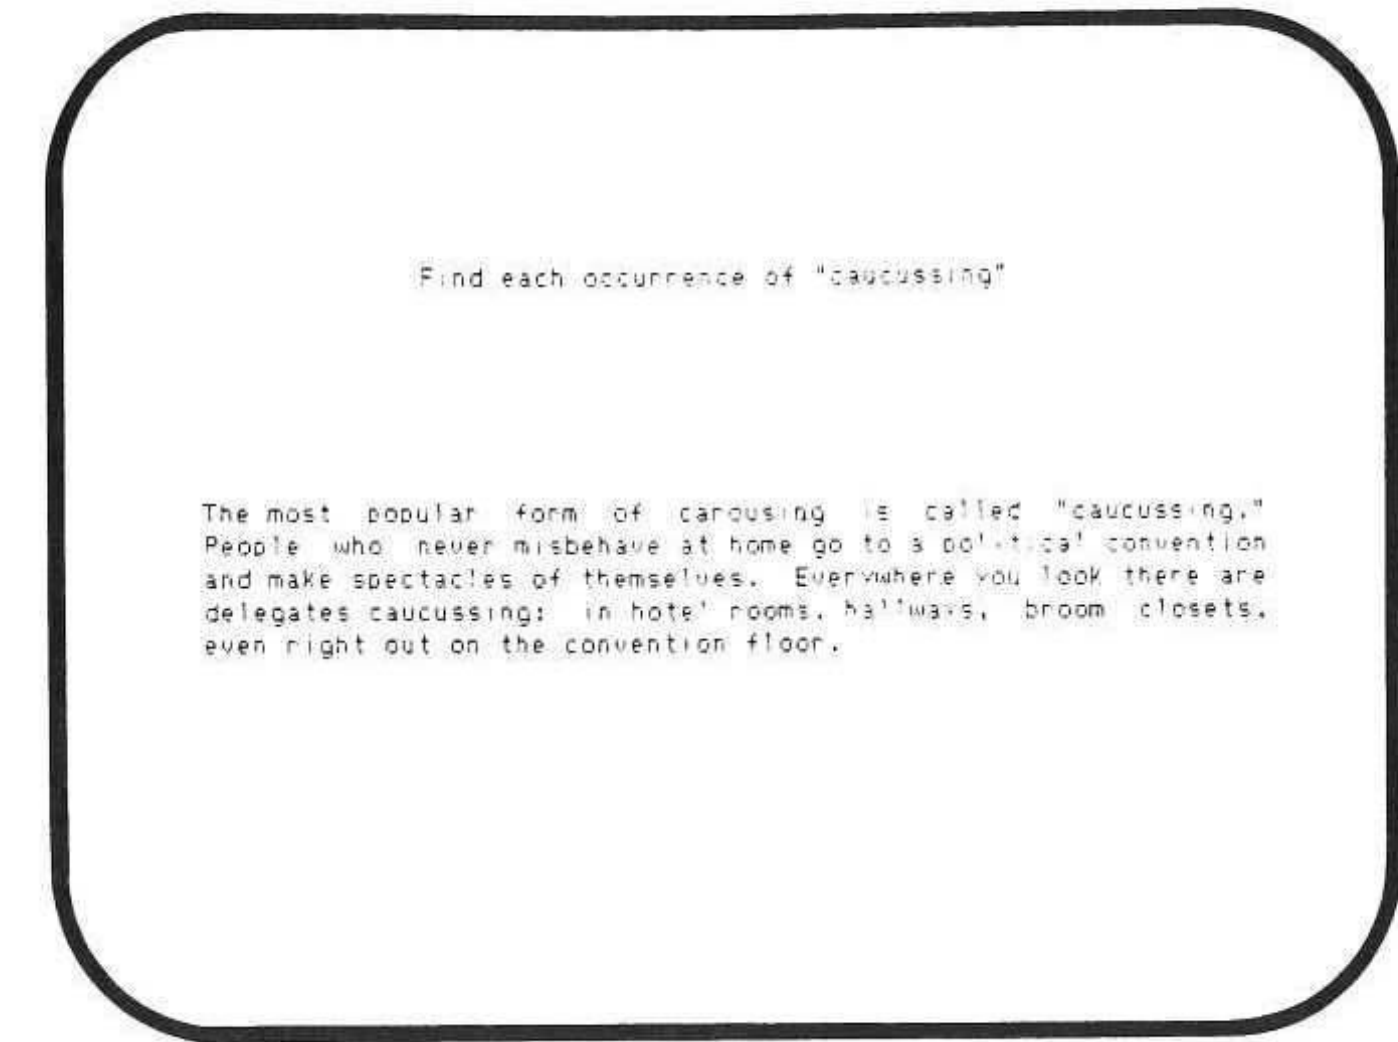 Find each occurrence of "caucussing"
The most popular form of carousing is called "caucussing."
People who never misbehave at home go to a political convention
and make spectacles of themselves. Everywhere you look there are
delegates caucussing: in hotel rooms, hallways, broom closets,
even right out on the convention floor.